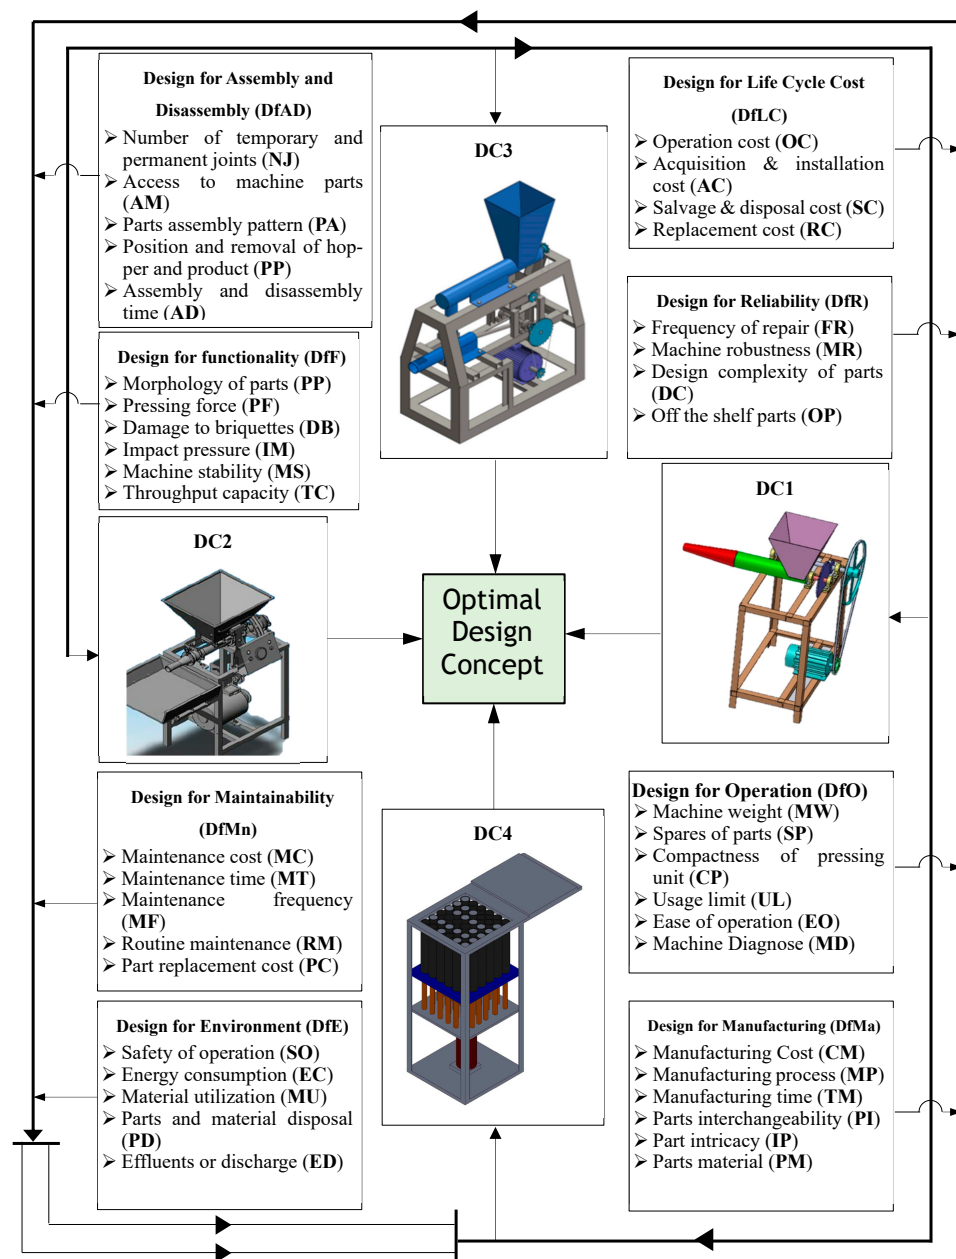 Design for Assembly and
Disassembly (DfAD)
➢ Number of temporary and
permanent joints (NJ)
➢ Access to machine parts
(AM)
➢ Parts assembly pattern (PA)
➢ Position and removal of hop-
per and product (PP)
➢ Assembly and disassembly
time (AD)
DC3
Design for Life Cycle Cost
(DfLC)
➢ Operation cost (OC)
➢ Acquisition & installation
cost (AC)
➢ Salvage & disposal cost (SC)
➢ Replacement cost (RC)
Design for functionality (DfF)
➢ Morphology of parts (PP)
➢ Pressing force (PF)
➢ Damage to briquettes (DB)
➢ Impact pressure (IM)
➢ Machine stability (MS)
➢ Throughput capacity (TC)
Design for Reliability (DfR)
➢ Frequency of repair (FR)
➢ Machine robustness (MR)
➢ Design complexity of parts
(DC)
➢ Off the shelf parts (OP)
DC2
Optimal
Design
Concept
DC1
Design for Maintainability
(DfMn)
➢ Maintenance cost (MC)
➢ Maintenance time (MT)
➢ Maintenance frequency
(MF)
➢ Routine maintenance (RM)
➢ Part replacement cost (PC)
DC4
Design for Operation (DfO)
➢ Machine weight (MW)
➢ Spares of parts (SP)
➢ Compactness of pressing
unit (CP)
➢ Usage limit (UL)
➢ Ease of operation (EO)
➢ Machine Diagnose (MD)
Design for Environment (DfE)
➢ Safety of operation (SO)
➢ Energy consumption (EC)
➢ Material utilization (MU)
➢ Parts and material disposal
(PD)
➢ Effluents or discharge (ED)
Design for Manufacturing (DfMa)
➢ Manufacturing Cost (CM)
➢ Manufacturing process (MP)
➢ Manufacturing time (TM)
➢ Parts interchangeability (PI)
➢ Part intricacy (IP)
➢ Parts material (PM)